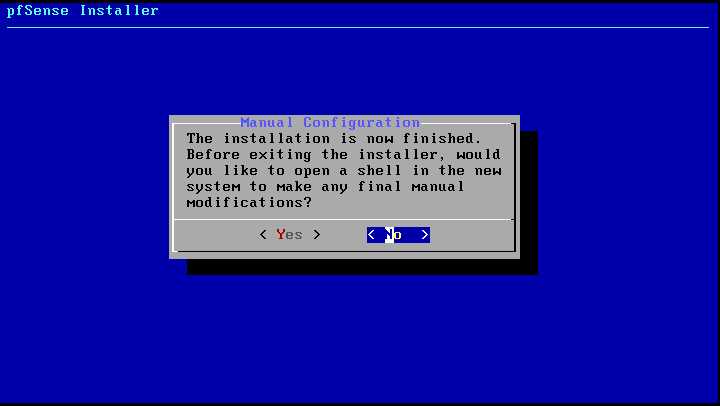 pfSense Installer
Manual Configuration
The installation is now finished.
Before exiting the installer, would
you like to open a shell in the new
system to make any final manual
modifications?
< Yes > < No >